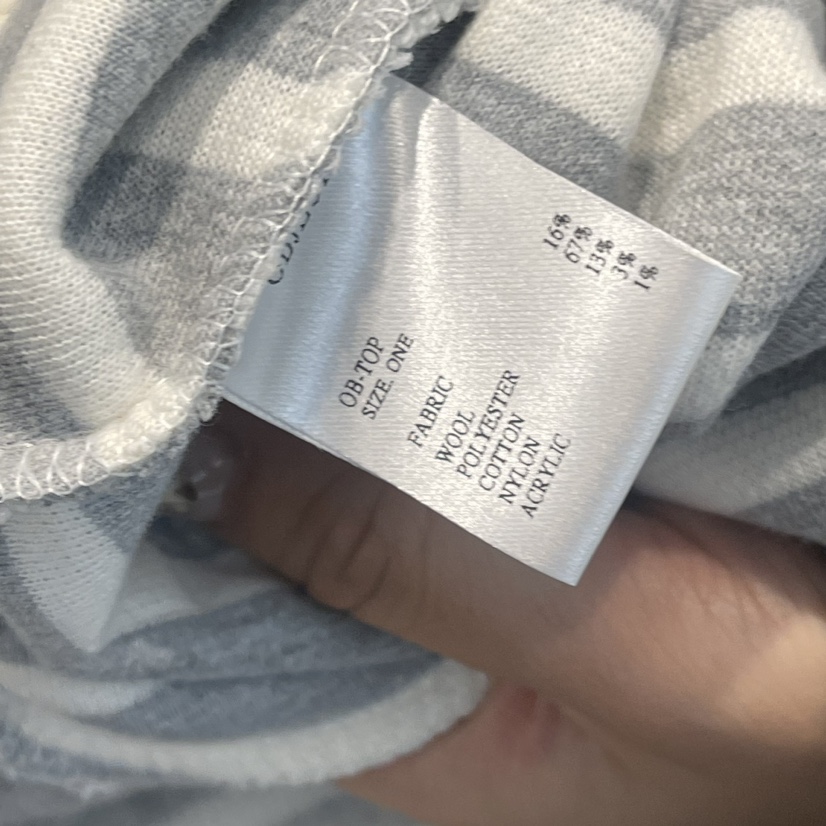 OB-TOP
SIZE. ONE
FABRIC
WOOL 16%
POLYESTER 67%
COTTON 13%
NYLON 3%
ACRYLIC 1%